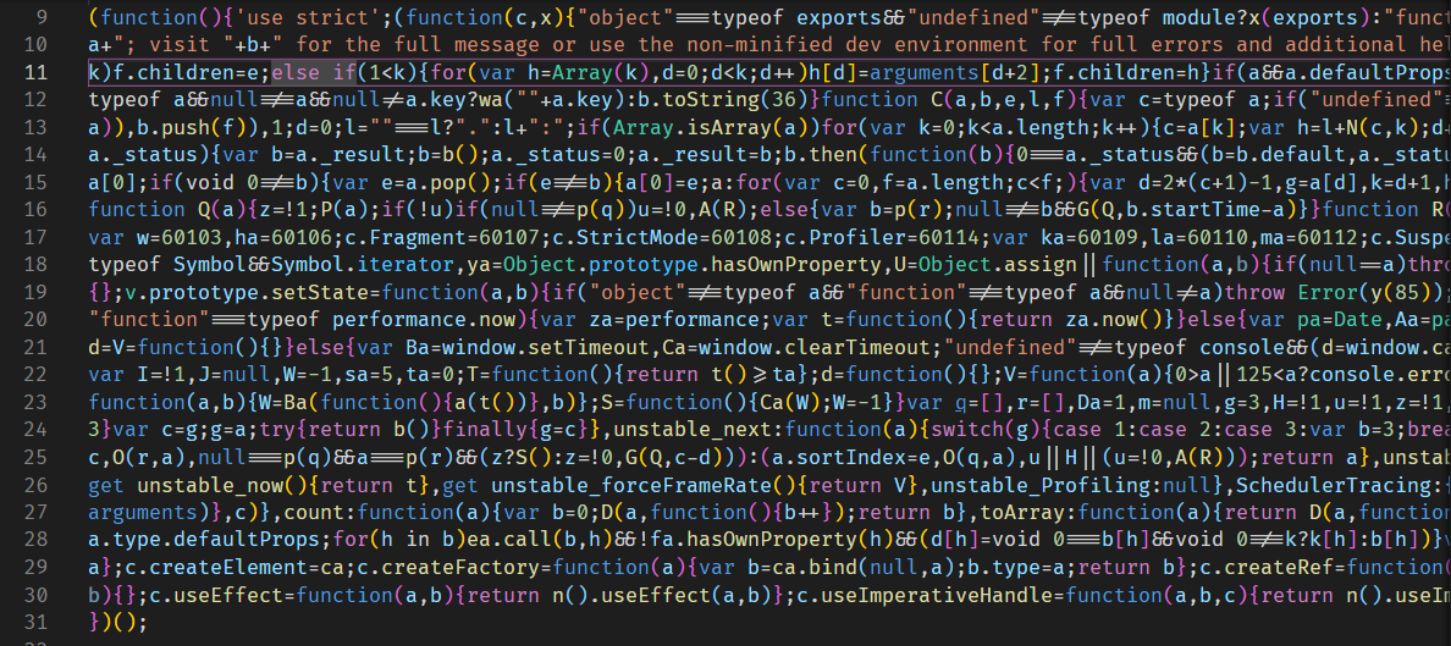 9 (function(){'use strict';(function(c,x){"object"===typeof exports&&"undefined"!==typeof module?x(exports):"func
10 a+"; visit "+b+" for the full message or use the non-minified dev environment for full errors and additional hel
11 k)f.children=e;else if(1<k){for(var h=Array(k),d=0;d<k;d++)h[d]=arguments[d+2];f.children=h}if(a&&a.defaultProps
12 typeof a&&null!==a&&null!=a.key?wa(""+a.key):b.toString(36)}function C(a,b,e,l,f){var c=typeof a;if("undefined"=
13 a)),b.push(f)),1;d=0;l=""===l?".":l+":";if(Array.isArray(a))for(var k=0;k<a.length;k++){c=a[k];var h=l+N(c,k);d
14 a._status){var b=a._result;b=b();a._status=0;a._result=b;b.then(function(b){0===a._status&&(b=b.default,a._statu
15 a[0];if(void 0!==b){var e=a.pop();if(e!==b){a[0]=e;a:for(var c=0,f=a.length;c<f;){var d=2*(c+1)-1,g=a[d],k=d+1,h
16 function Q(a){z=!1;P(a);if(!u)if(null!==p(q))u=!0,A(R);else{var b=p(r);null!==b&&G(Q,b.startTime-a)}}function R(
17 var w=60103,ha=60106;c.Fragment=60107;c.StrictMode=60108;c.Profiler=60114;var ka=60109,la=60110,ma=60112;c.Suspe
18 typeof Symbol&&Symbol.iterator,ya=Object.prototype.hasOwnProperty,U=Object.assign||function(a,b){if(null==a)thro
19 {};v.prototype.setState=function(a,b){if("object"!==typeof a&&"function"!==typeof a&&null!=a)throw Error(y(85));
20 "function"===typeof performance.now){var za=performance;var t=function(){return za.now()}}else{var pa=Date,Aa=pa
21 d=V=function(){}}else{var Ba=window.setTimeout,Ca=window.clearTimeout;"undefined"!==typeof console&&(d=window.ca
22 var I=!1,J=null,W=-1,sa=5,ta=0;T=function(){return t()>=ta};d=function(){};V=function(a){0>a||125<a?console.erro
23 function(a,b){W=Ba(function(){a(t())},b)};S=function(){Ca(W);W=-1}}var q=[],r=[],Da=1,m=null,g=3,H=!1,u=!1,z=!1
24 3}var c=g;g=a;try{return b()}finally{g=c}},unstable_next:function(a){switch(g){case 1:case 2:case 3:var b=3;brea
25 c,O(r,a),null===p(q)&&a===p(r)&&(z?S():z=!0,G(Q,c-d))):(a.sortIndex=e,O(q,a),u||H||(u=!0,A(R)));return a},unstab
26 get unstable_now(){return t},get unstable_forceFrameRate(){return V},unstable_Profiling:null},SchedulerTracing:{
27 arguments)},c)},count:function(a){var b=0;D(a,function(){b++});return b},toArray:function(a){return D(a,function
28 a.type.defaultProps;for(h in b)ea.call(b,h)&&!fa.hasOwnProperty(h)&&(d[h]=void 0===b[h]&&void 0!==k?k[h]:b[h])}v
29 a};c.createElement=ca;c.createFactory=function(a){var b=ca.bind(null,a);b.type=a;return b};c.createRef=function(
30 b){};c.useEffect=function(a,b){return n().useEffect(a,b)};c.useImperativeHandle=function(a,b,c){return n().useIm
31 })();